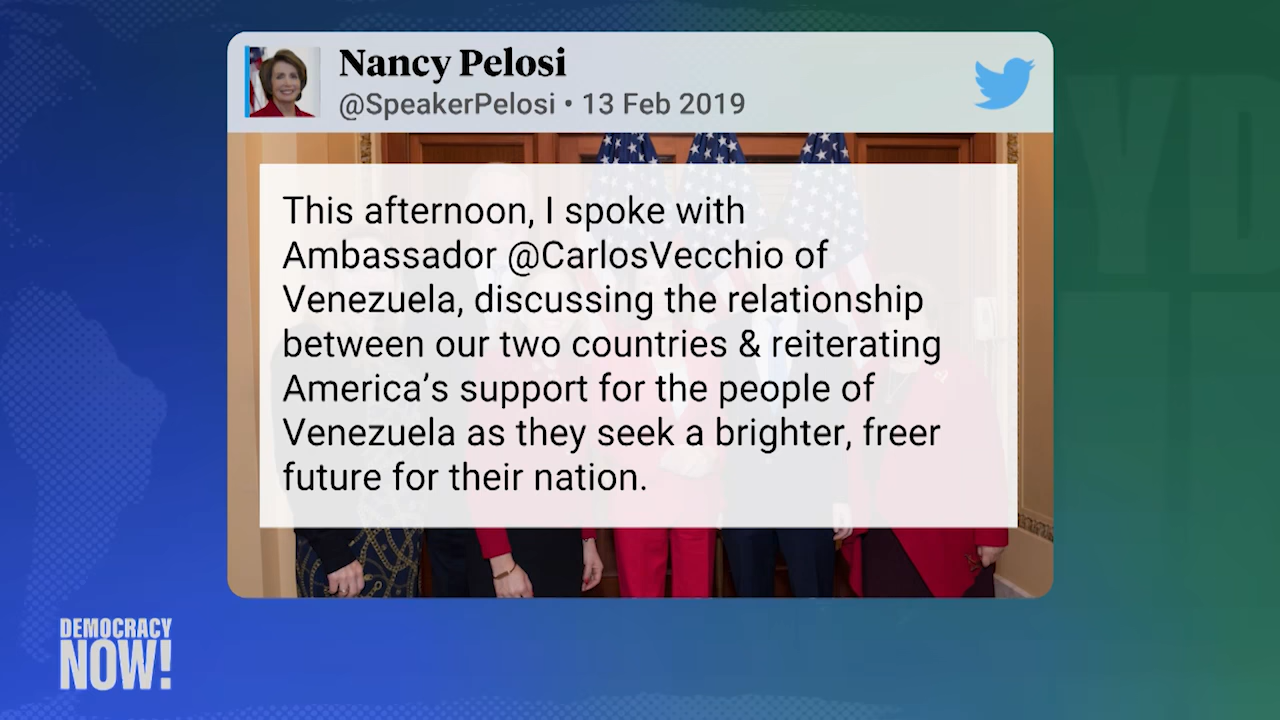 Nancy Pelosi
@SpeakerPelosi • 13 Feb 2019
This afternoon, I spoke with
Ambassador @CarlosVecchio of
Venezuela, discussing the relationship
between our two countries & reiterating
America’s support for the people of
Venezuela as they seek a brighter, freer
future for their nation.
DEMOCRACY
NOW!